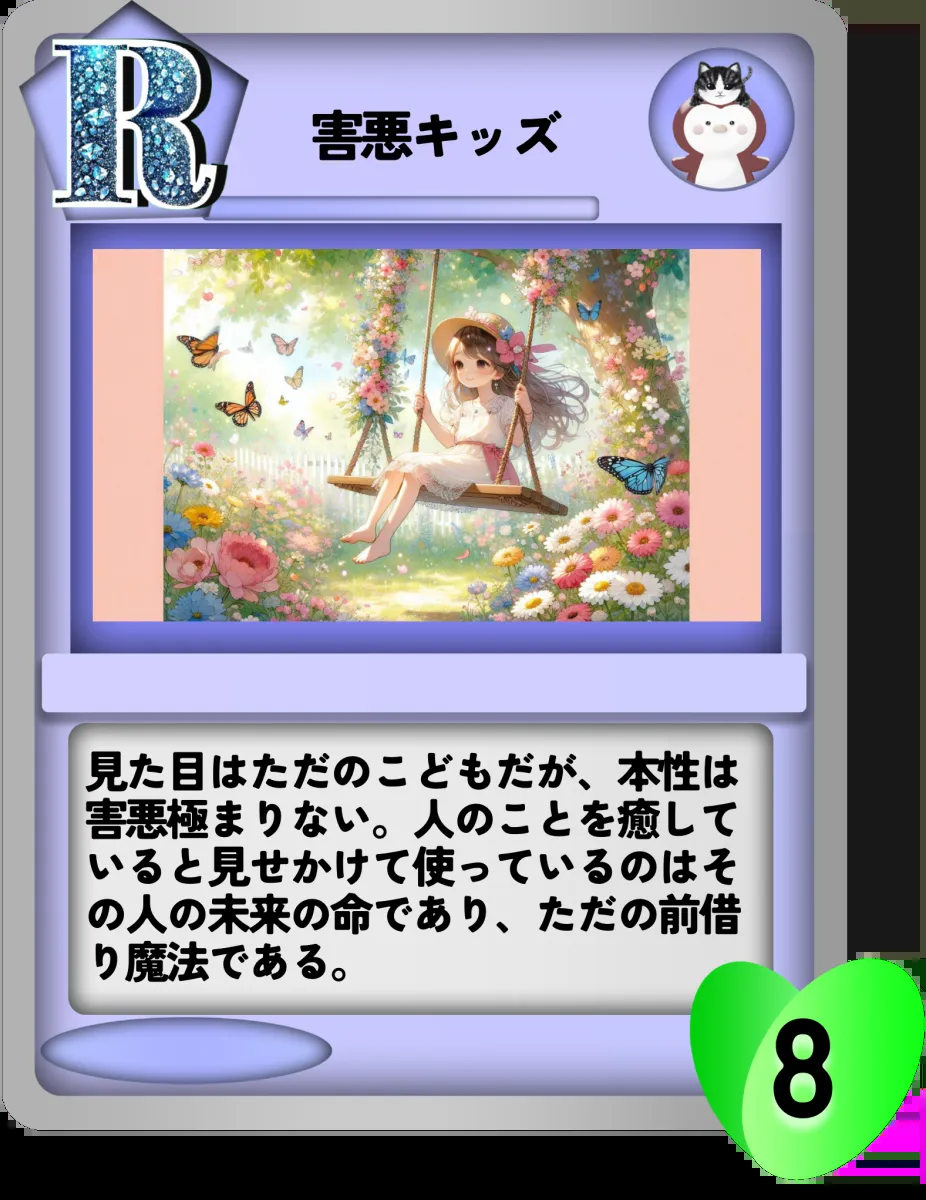 R
害悪キッズ
見た目はただのこどもだが、本性は
害悪極まりない。人のことを癒して
いると見せかけて使っているのはそ
の人の未来の命であり、ただの前借
り魔法である。
8